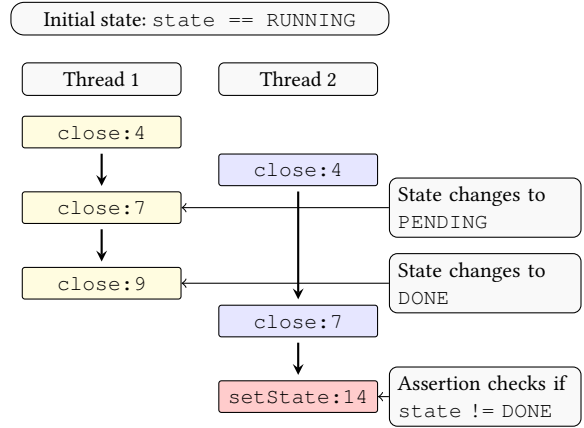 Initial state: state == RUNNING
Thread 1
Thread 2
close:4
close:4
close:7
State changes to
PENDING
close:9
State changes to
DONE
close:7
setState:14
Assertion checks if
state != DONE